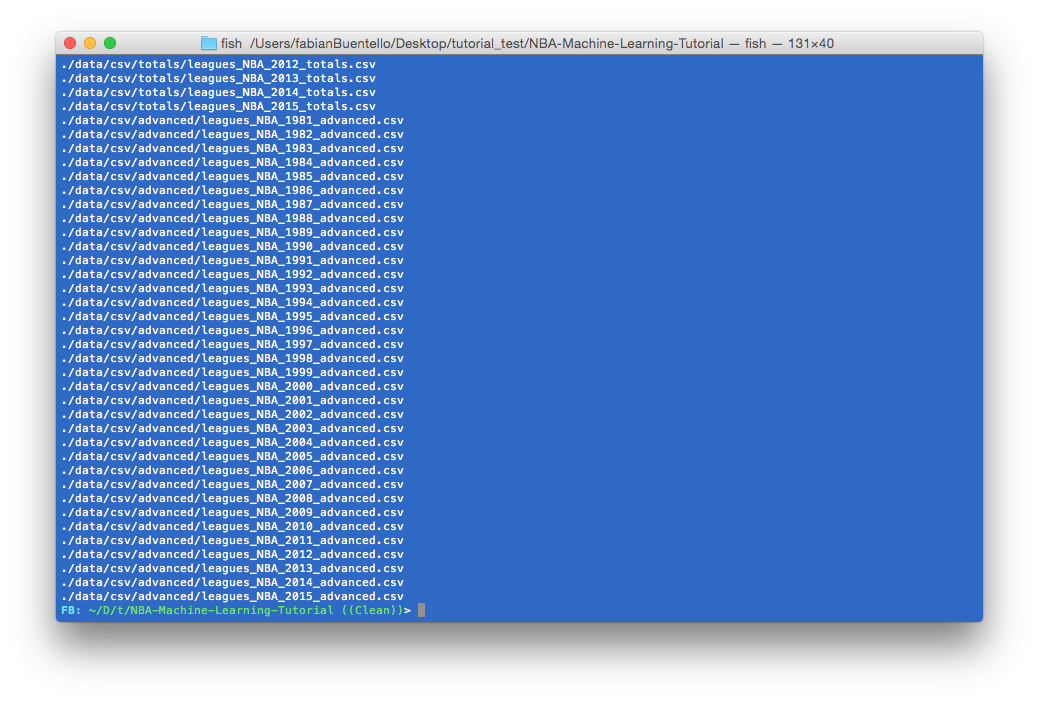 fish /Users/fabianBuentello/Desktop/tutorial_test/NBA-Machine-Learning-Tutorial — fish — 131×40
./data/csv/totals/leagues_NBA_2012_totals.csv
./data/csv/totals/leagues_NBA_2013_totals.csv
./data/csv/totals/leagues_NBA_2014_totals.csv
./data/csv/totals/leagues_NBA_2015_totals.csv
./data/csv/advanced/leagues_NBA_1981_advanced.csv
./data/csv/advanced/leagues_NBA_1982_advanced.csv
./data/csv/advanced/leagues_NBA_1983_advanced.csv
./data/csv/advanced/leagues_NBA_1984_advanced.csv
./data/csv/advanced/leagues_NBA_1985_advanced.csv
./data/csv/advanced/leagues_NBA_1986_advanced.csv
./data/csv/advanced/leagues_NBA_1987_advanced.csv
./data/csv/advanced/leagues_NBA_1988_advanced.csv
./data/csv/advanced/leagues_NBA_1989_advanced.csv
./data/csv/advanced/leagues_NBA_1990_advanced.csv
./data/csv/advanced/leagues_NBA_1991_advanced.csv
./data/csv/advanced/leagues_NBA_1992_advanced.csv
./data/csv/advanced/leagues_NBA_1993_advanced.csv
./data/csv/advanced/leagues_NBA_1994_advanced.csv
./data/csv/advanced/leagues_NBA_1995_advanced.csv
./data/csv/advanced/leagues_NBA_1996_advanced.csv
./data/csv/advanced/leagues_NBA_1997_advanced.csv
./data/csv/advanced/leagues_NBA_1998_advanced.csv
./data/csv/advanced/leagues_NBA_1999_advanced.csv
./data/csv/advanced/leagues_NBA_2000_advanced.csv
./data/csv/advanced/leagues_NBA_2001_advanced.csv
./data/csv/advanced/leagues_NBA_2002_advanced.csv
./data/csv/advanced/leagues_NBA_2003_advanced.csv
./data/csv/advanced/leagues_NBA_2004_advanced.csv
./data/csv/advanced/leagues_NBA_2005_advanced.csv
./data/csv/advanced/leagues_NBA_2006_advanced.csv
./data/csv/advanced/leagues_NBA_2007_advanced.csv
./data/csv/advanced/leagues_NBA_2008_advanced.csv
./data/csv/advanced/leagues_NBA_2009_advanced.csv
./data/csv/advanced/leagues_NBA_2010_advanced.csv
./data/csv/advanced/leagues_NBA_2011_advanced.csv
./data/csv/advanced/leagues_NBA_2012_advanced.csv
./data/csv/advanced/leagues_NBA_2013_advanced.csv
./data/csv/advanced/leagues_NBA_2014_advanced.csv
./data/csv/advanced/leagues_NBA_2015_advanced.csv
FB: ~/D/t/NBA-Machine-Learning-Tutorial ((Clean))>